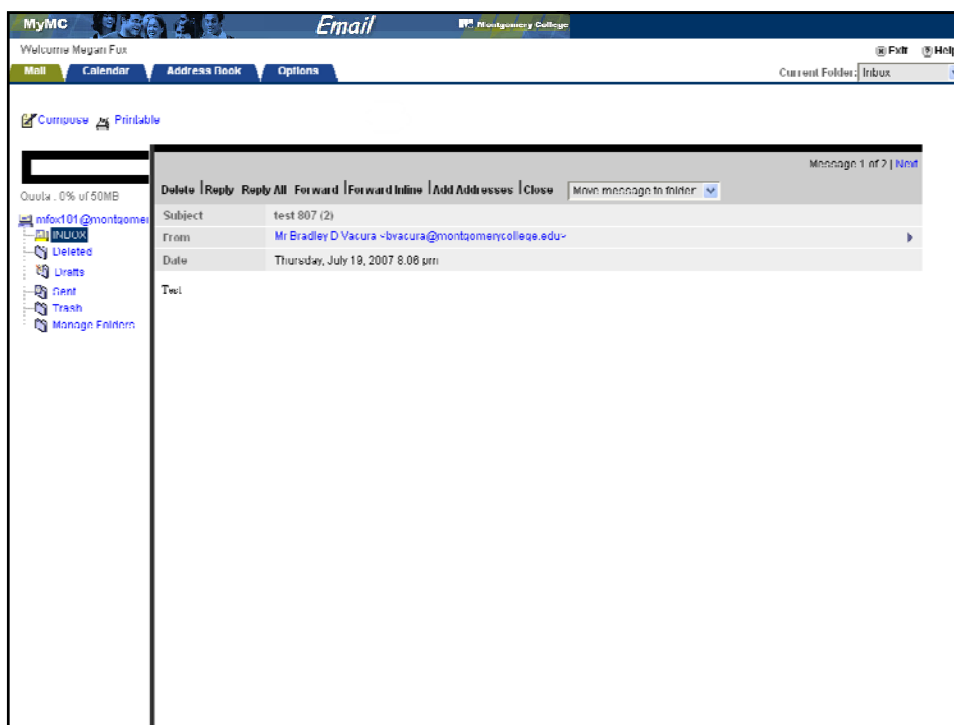 MyMC Email Montgomery College
Welcome Megan Fox
Exit Help
Mail Calendar Address Book Options
Current Folder: Inbox
Compose Printable
Message 1 of 2 | Next
Delete | Reply Reply All Forward | Forward Inline | Add Addresses | Close Move message to folder
Quota . 0% of 50MB
mfox101@montgomer
INBOX
Deleted
Drafts
Sent
Trash
Manage Folders
Subject test 807 (2)
From Mr Bradley D Vacura <bvacura@montgomerycollege.edu>
Date Thursday, July 19, 2007 8.06 pm
Test